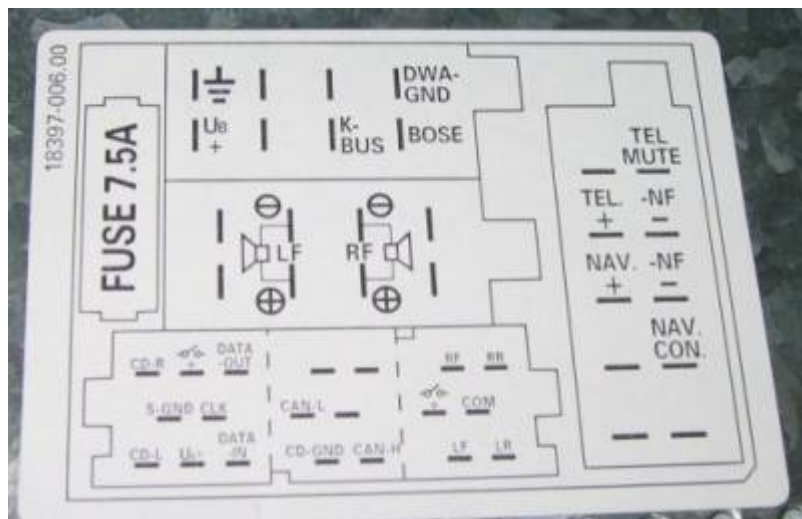 18397-006.00
FUSE 7.5A
DWA-
GND
UB
+
K-
BUS
BOSE
LF
RF
TEL
MUTE
TEL. -NF
+ -
NAV. -NF
+ -
NAV.
CON.
CD-R + DATA
-OUT
S-GND CLK
CD-L UB+ DATA
-IN
CAN-L
CD-GND CAN-H
RF RR
+ COM
LF LR